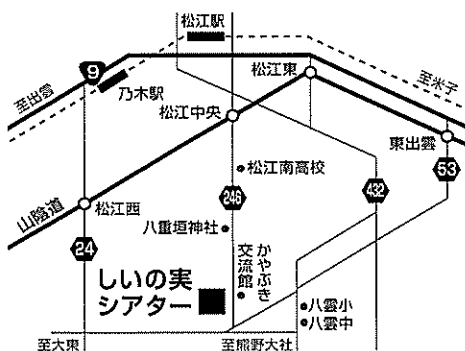 松江駅
9
乃木駅
至出雲
松江東
至米子
松江中央
東出雲
松江南高校
53
山陰道
松江西
246
432
八重垣神社
24
かやぶき
交流館
しいの実
シアター
八雲小
八雲中
至大東
至熊野大社